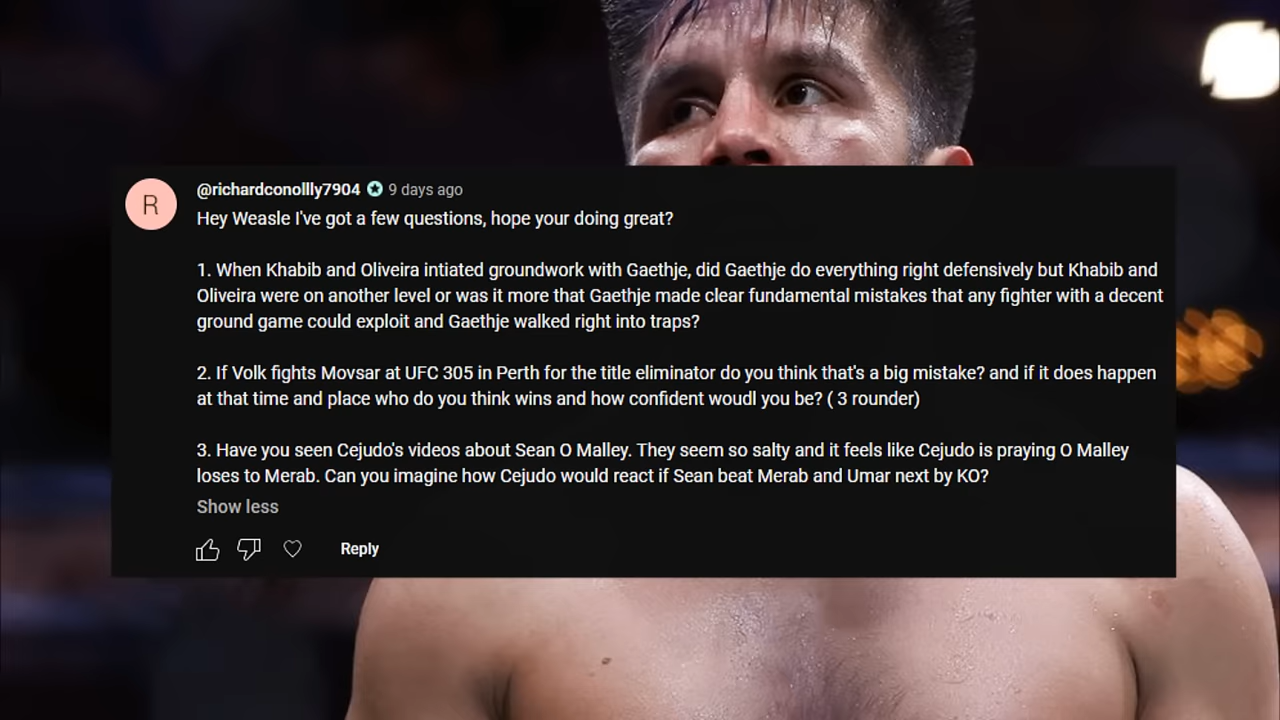 R
@richardconollly7904 9 days ago
Hey Weasle I've got a few questions, hope your doing great?
1. When Khabib and Oliveira intiated groundwork with Gaethje, did Gaethje do everything right defensively but Khabib and
Oliveira were on another level or was it more that Gaethje made clear fundamental mistakes that any fighter with a decent
ground game could exploit and Gaethje walked right into traps?
2. If Volk fights Movsar at UFC 305 in Perth for the title eliminator do you think that's a big mistake? and if it does happen
at that time and place who do you think wins and how confident woudl you be? ( 3 rounder)
3. Have you seen Cejudo's videos about Sean O Malley. They seem so salty and it feels like Cejudo is praying O Malley
loses to Merab. Can you imagine how Cejudo would react if Sean beat Merab and Umar next by KO?
Show less
Reply